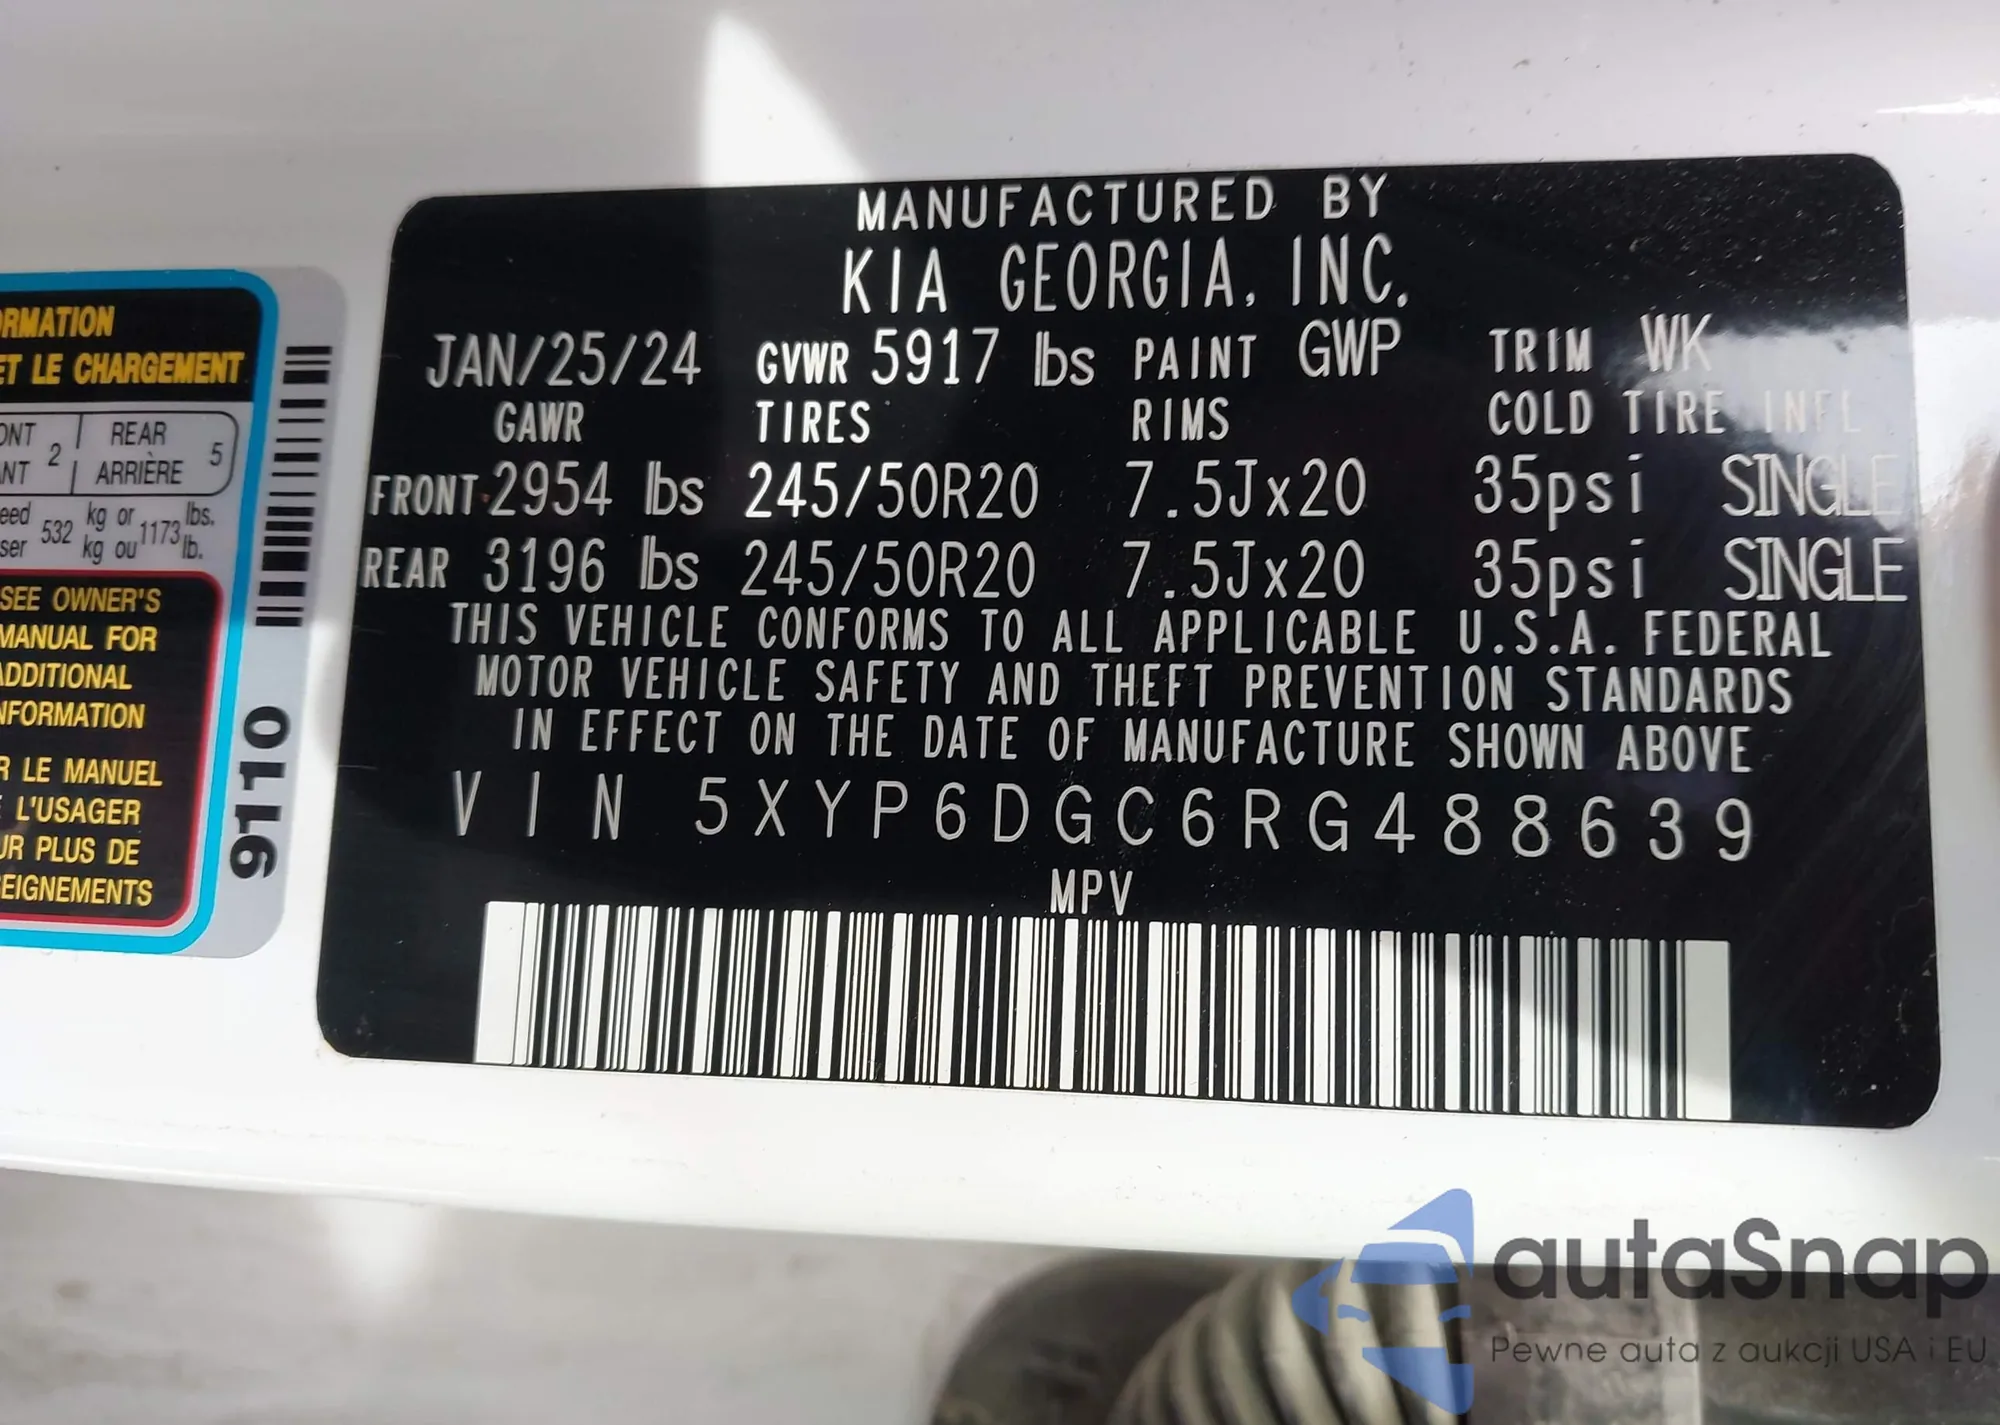 MANUFACTURED BY
KIA GEORGIA, INC.
JAN/25/24 GVWR 5917 lbs PAINT GWP TRIM WK
GAWR TIRES RIMS COLD TIRE INFL
FRONT 2954 lbs 245/50R20 7.5Jx20 35psi SINGLE
REAR 3196 lbs 245/50R20 7.5Jx20 35psi SINGLE
THIS VEHICLE CONFORMS TO ALL APPLICABLE U.S.A. FEDERAL
MOTOR VEHICLE SAFETY AND THEFT PREVENTION STANDARDS
IN EFFECT ON THE DATE OF MANUFACTURE SHOWN ABOVE
VIN 5XYP6DGC6RG488639
MPV
ET LE CHARGEMENT
2 REAR 5
ARRIÈRE
532 kg or 1173 lbs.
kg ou lb.
SEE OWNER'S
MANUAL FOR
ADDITIONAL
LE MANUEL
L'USAGER
PLUS DE
9110
autaSnap
Pewne auta z aukcji USA i EU